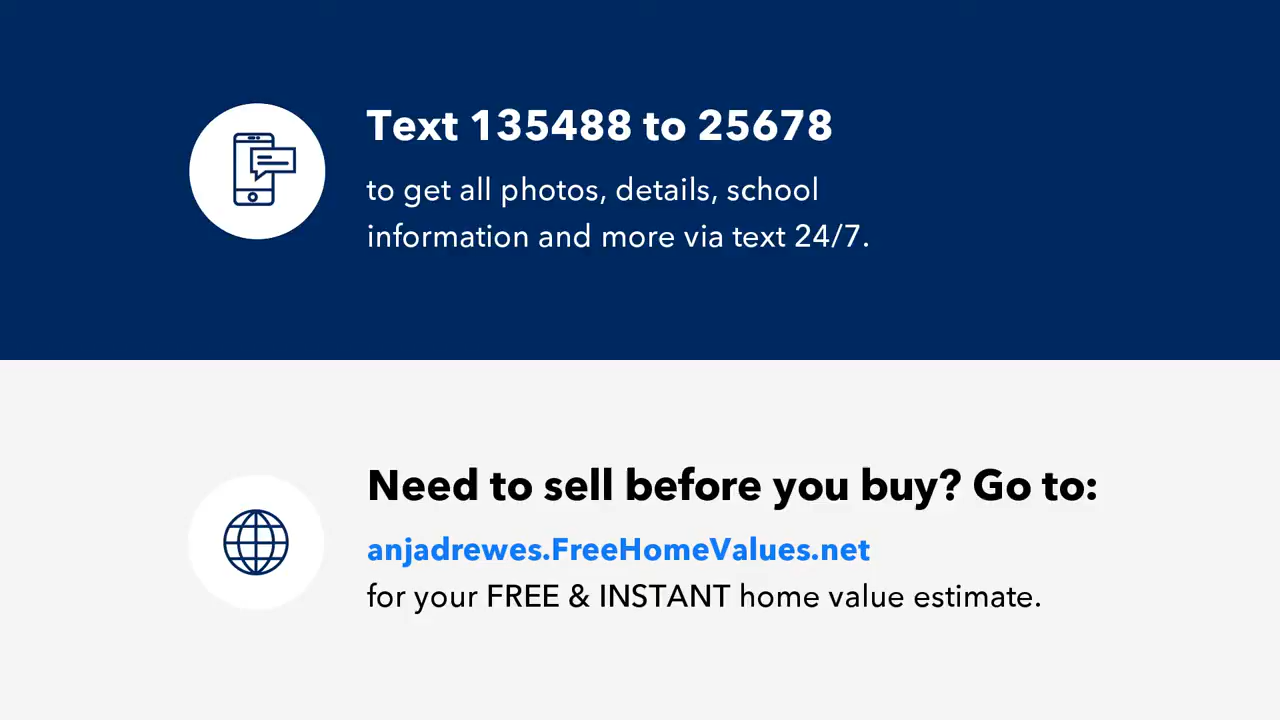 Text 135488 to 25678
to get all photos, details, school
information and more via text 24/7.
Need to sell before you buy? Go to:
anjadrewes.FreeHomeValues.net
for your FREE & INSTANT home value estimate.